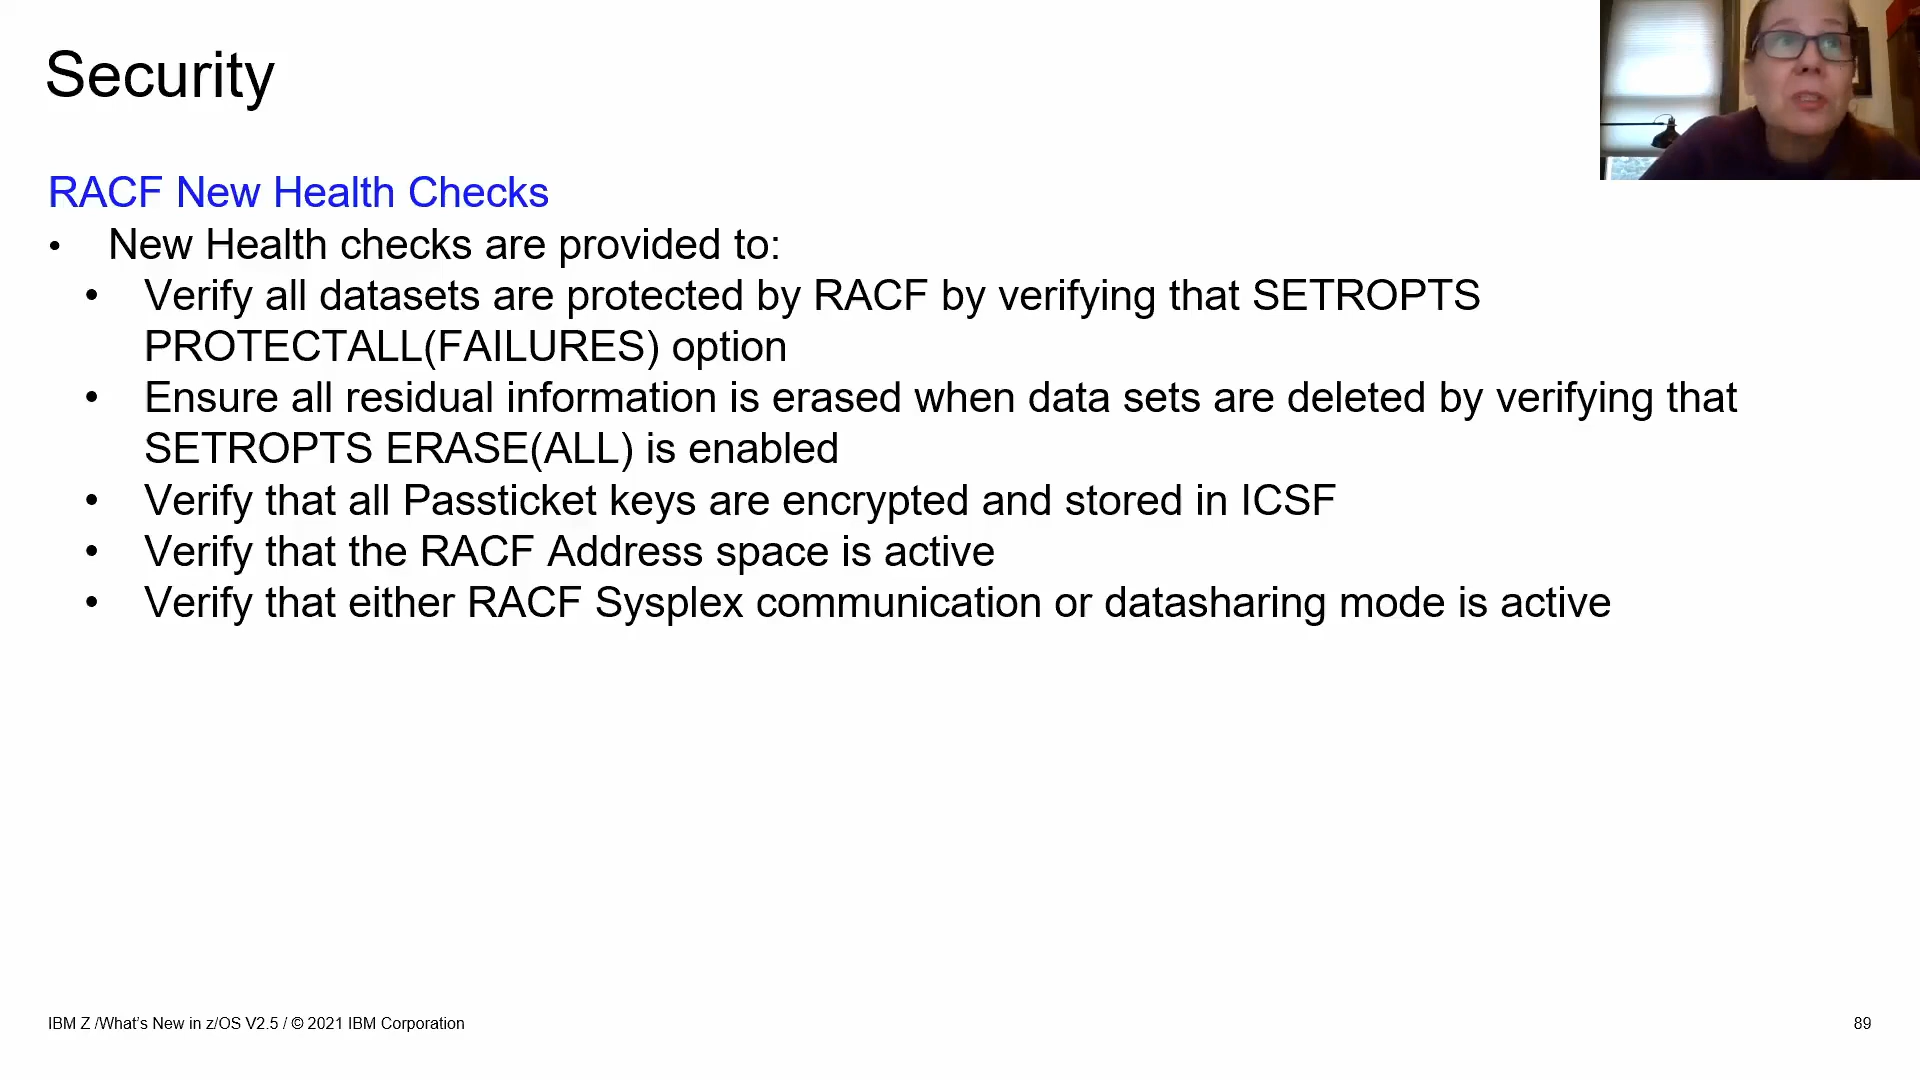 Security
RACF New Health Checks
• New Health checks are provided to:
• Verify all datasets are protected by RACF by verifying that SETROPTS
PROTECTALL(FAILURES) option
• Ensure all residual information is erased when data sets are deleted by verifying that
SETROPTS ERASE(ALL) is enabled
• Verify that all Passticket keys are encrypted and stored in ICSF
• Verify that the RACF Address space is active
• Verify that either RACF Sysplex communication or datasharing mode is active
IBM Z /What’s New in z/OS V2.5 / © 2021 IBM Corporation
89